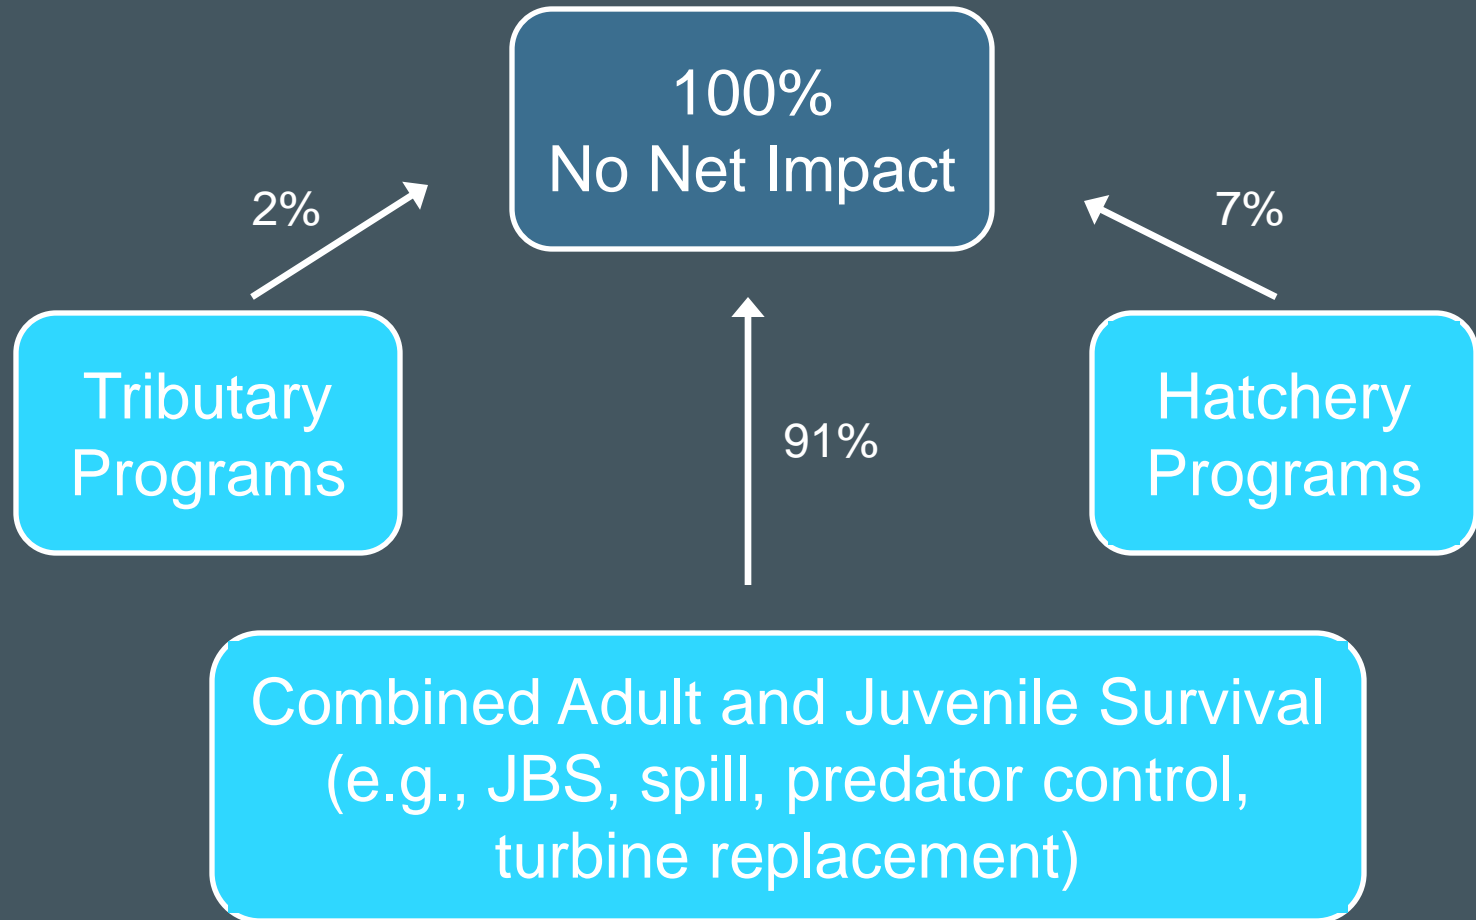 100%
No Net Impact
2%
7%
Tributary
Programs
91%
Hatchery
Programs
Combined Adult and Juvenile Survival
(e.g., JBS, spill, predator control,
turbine replacement)